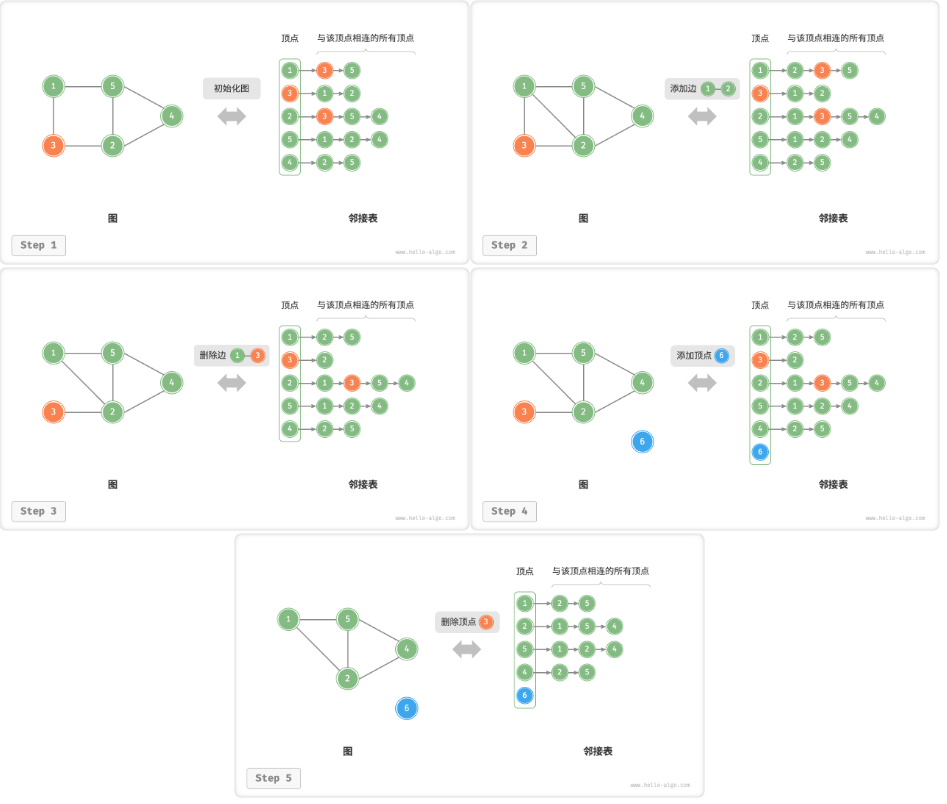 顶点 与该顶点相连的所有顶点
1 5 4 3 2
初始化图
1 3 5
3 1 2
2 3 5 4
5 1 2 4
4 2 5
图 邻接表
Step 1
www.hello-algo.com
顶点 与该顶点相连的所有顶点
1 5 4 3 2
添加边 1 2
1 2 3 5
3 1 2
2 1 3 5 4
5 1 2 4
4 2 5
图 邻接表
Step 2
www.hello-algo.com
顶点 与该顶点相连的所有顶点
1 5 4 3 2
删除边 1 3
1 2 5
3 2
2 1 3 5 4
5 1 2 4
4 2 5
图 邻接表
Step 3
www.hello-algo.com
顶点 与该顶点相连的所有顶点
1 5 4 3 2 6
添加顶点 6
1 2 5
3 2
2 1 3 5 4
5 1 2 4
4 2 5
6
图 邻接表
Step 4
www.hello-algo.com
顶点 与该顶点相连的所有顶点
1 5 4 2 6
删除顶点 3
1 2 5
2 1 5 4
5 1 2 4
4 2 5
6
图 邻接表
Step 5
www.hello-algo.com